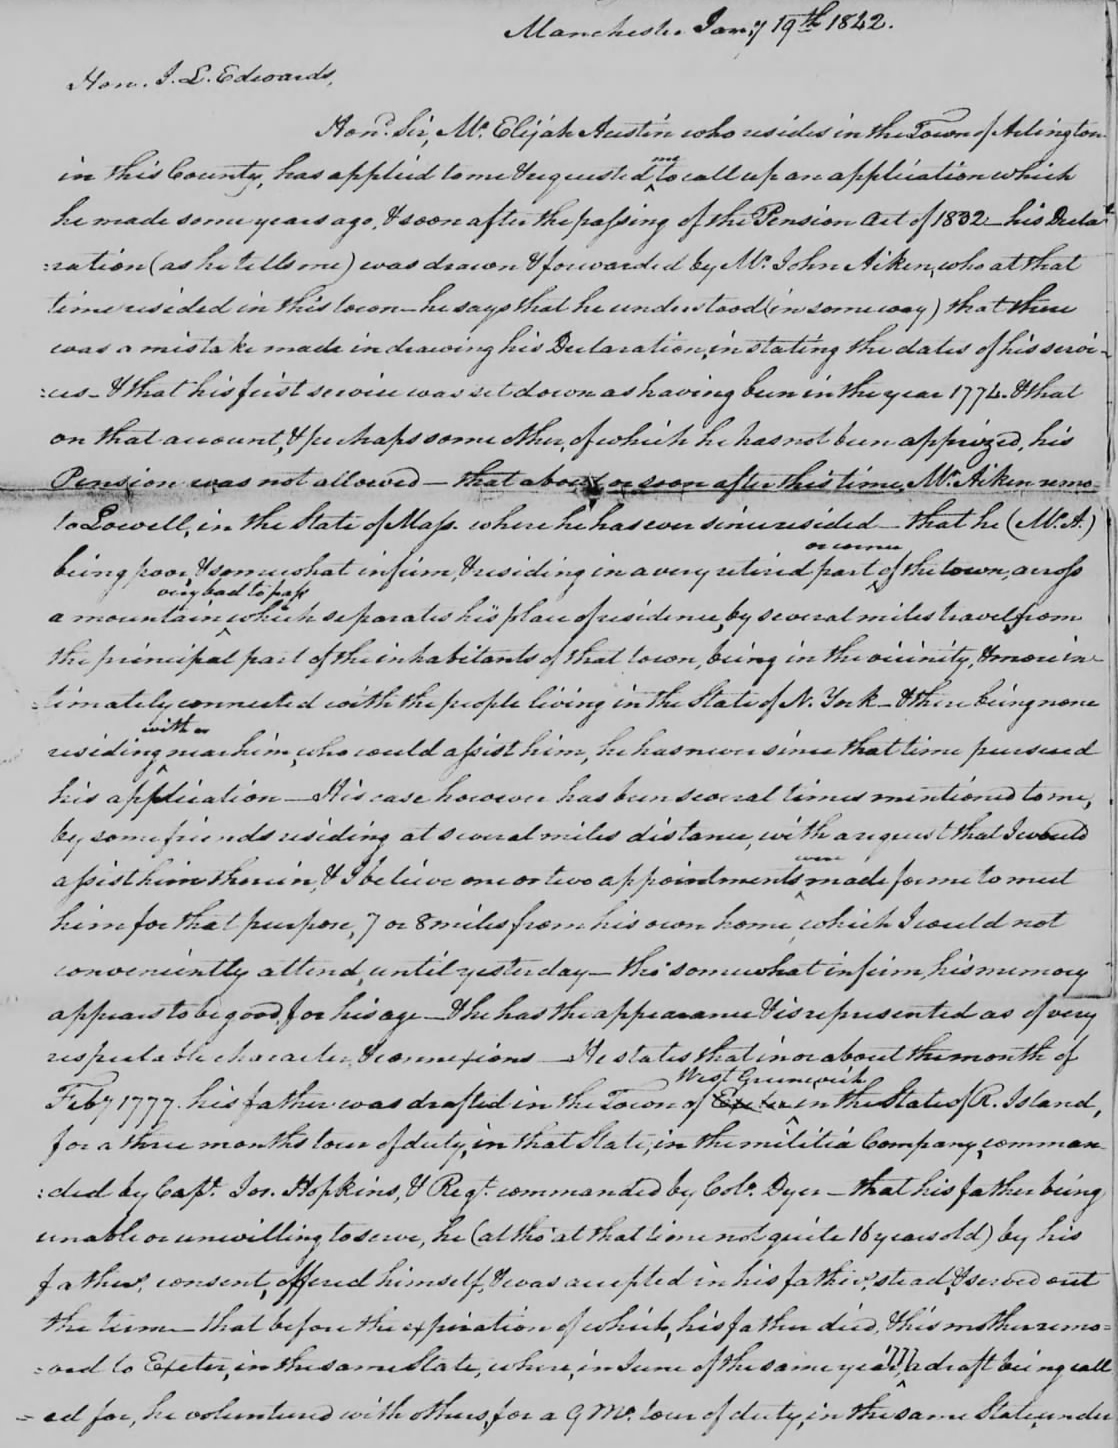 Manchester Jany 19th 1842.
Hon. J. L. Edwards,
Hond. Sir, Mr. Elijah Austin who resides in the Town of Arlington
in this County, has applied to me & requested me to call up an application which
he made some years ago, & soon after the passing of the Pension Act of 1832 - his Decla
:ration (as he tells me) was drawn & forwarded by Mr. John Aiken, who at that
time resided in this town - he says that he understood (in some way) that there
was a mistake made in drawing his Declaration, in stating the dates of his servi-
:ces - & that his first service was set down as having been in the year 1774. & that
on that account, & perhaps some other, of which he has not been apprized, his
Pension was not allowed - that about or soon after this time, Mr. Aiken remo-
to Lowell, in the State of Mass. where he has ever since resided - that he (Mr. A.)
being poor, & somewhat infirm, & residing in a very retired part or corner of the town, across
a mountain very bad to pass which separates his place of residence, by several miles travel, from
the principal part of the inhabitants of that town, being in the vicinity, & more in-
-timately connected with the people living in the State of N. York - & there being none
residing with or near him, who could assist him, he has never since that time pursued
his application - His case however has been several times mentioned to me,
by some friends residing at several miles distance, with a request that I would
assist him therein, & I believe one or two appointments were made for me to meet
him for that purpose, 7 or 8 miles from his own home, which I could not
conveniently attend, until yesterday - tho' somewhat infirm, his memory
appears to be good, for his age - & he has the appearance & is represented as of very
respectable character, & connexions - He states that in or about the month of
Feby 1777. his father was drafted in the Town of Exeter West Greenwich in the State of R. Island,
for a three months tour of duty, in that State, in the militia Company, comman
:ded by Capt. Jos. Hopkins, & Regt. commanded by Colo. Dyer - that his father being
unable or unwilling to serve, he (altho' at that time not quite 16 years old) by his
father's consent, offered himself, & was accepted in his father's stead, & served out
the term - that before the expiration of which, his father died, & his mother remo=
=ved to Exeter, in the same State, where, in June of the same year, 1777, a draft being call
=ed for, he volunteered with others, for a 9 Mo. tour of duty, in the same State, under